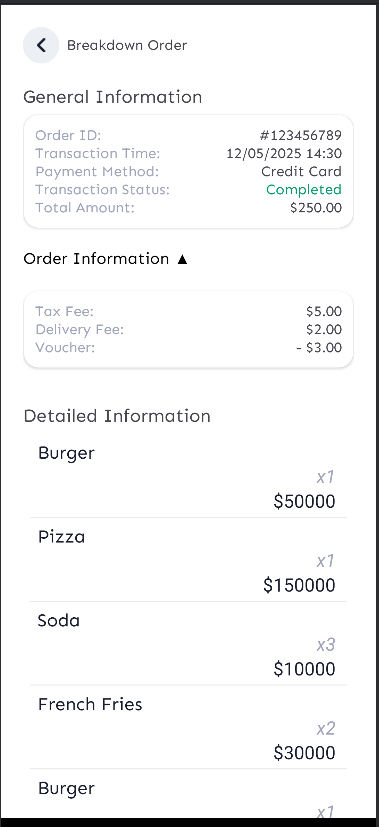 Breakdown Order
General Information
Order ID: #123456789
Transaction Time: 12/05/2025 14:30
Payment Method: Credit Card
Transaction Status: Completed
Total Amount: $250.00
Order Information ▲
Tax Fee: $5.00
Delivery Fee: $2.00
Voucher: - $3.00
Detailed Information
Burger
x1
$50000
Pizza
x1
$150000
Soda
x3
$10000
French Fries
x2
$30000
Burger
x1